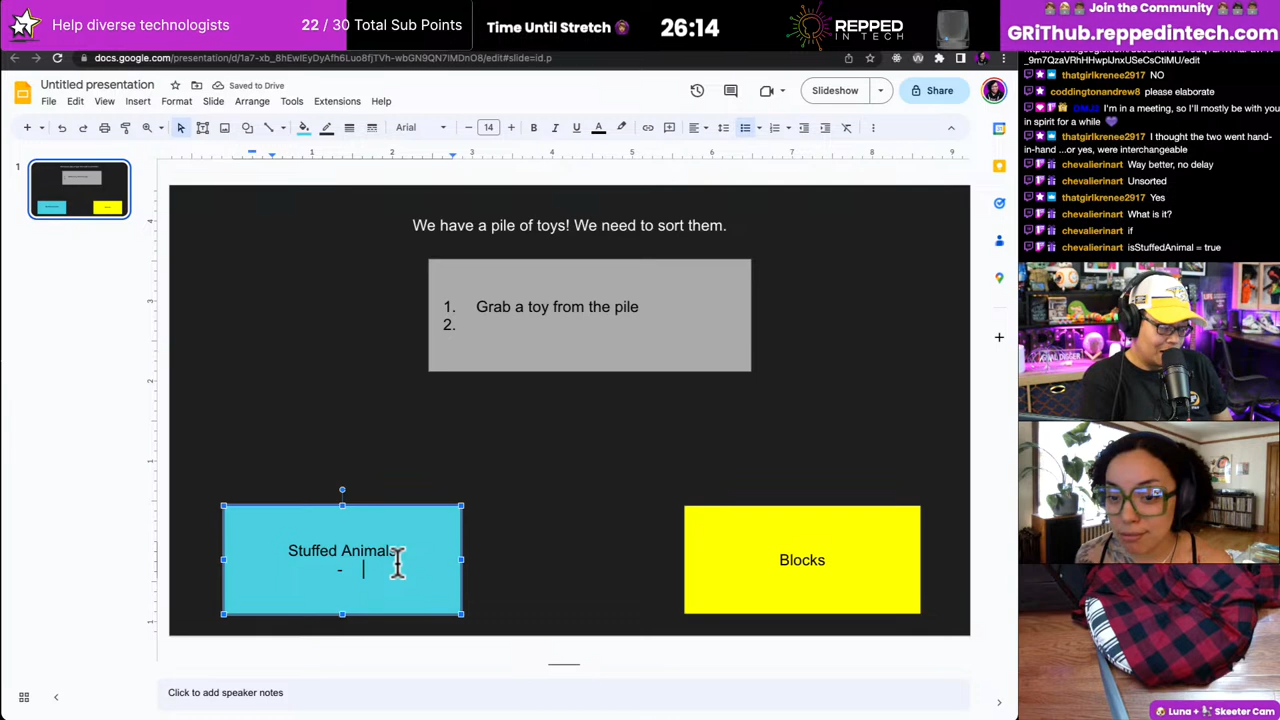 Help diverse technologists
22 / 30 Total Sub Points
Time Until Stretch
26:14
REPPED
IN TECH
Join the Community
GRiThub.reppedintech.com
Untitled presentation
Saved to Drive
File Edit View Insert Format Slide Arrange Tools Extensions Help
Slideshow
Share
Arial
14
1
We have a pile of toys! We need to sort them.
1. Grab a toy from the pile
2.
Stuffed Animals
-
Blocks
Click to add speaker notes
_9m7QzaVRhHHwpIJnxUSeCsCtiMU/edit
thatgirlkrenee2917 NO
coddingtonandrew8 please elaborate
I'm in a meeting, so I'll mostly be with you
in spirit for a while
thatgirlkrenee2917 I thought the two went hand-
in-hand ...or yes, were interchangeable
chevalierinart Way better, no delay
chevalierinart Unsorted
thatgirlkrenee2917 Yes
chevalierinart What is it?
chevalierinart if
chevalierinart isStuffedAnimal = true
Luna + Skeeter Cam